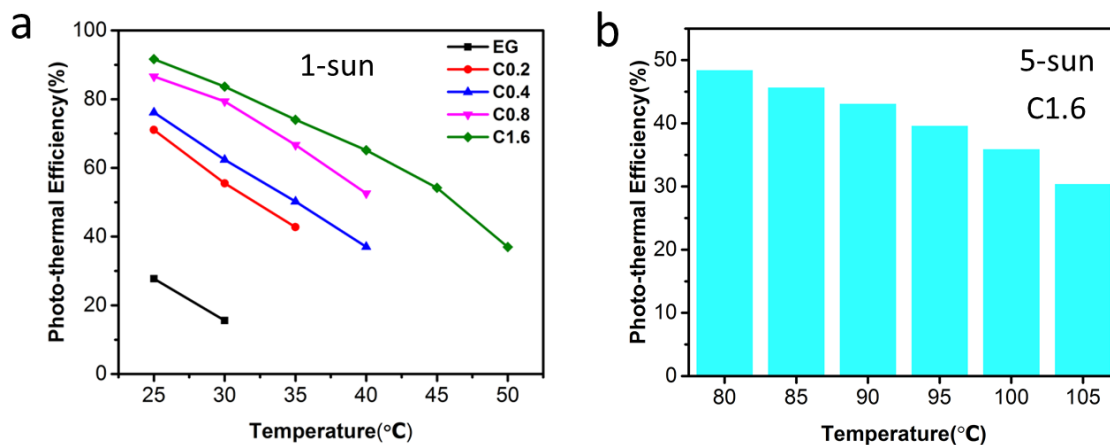 a
1-sun
EG
C0.2
C0.4
C0.8
C1.6
Photo-thermal Efficiency(%)
100
80
60
40
20
0
25 30 35 40 45 50
Temperature(°C)
b
5-sun
C1.6
Photo-thermal Efficiency(%)
50
40
30
20
10
0
80 85 90 95 100 105
Temperature(°C)